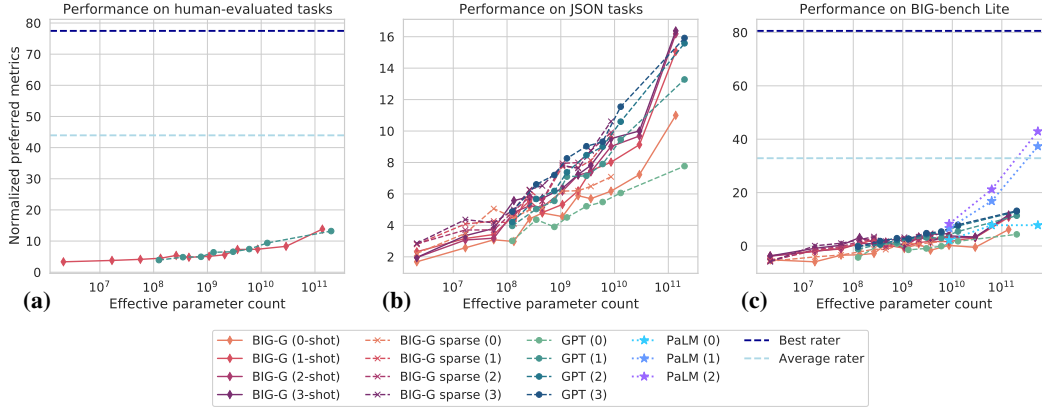 Performance on human-evaluated tasks
Performance on JSON tasks
Performance on BIG-bench Lite
Normalized preferred metrics
80
70
60
50
40
30
20
10
0
10⁷ 10⁸ 10⁹ 10¹⁰ 10¹¹
(a)
Effective parameter count
16
14
12
10
8
6
4
2
10⁷ 10⁸ 10⁹ 10¹⁰ 10¹¹
(b)
Effective parameter count
80
60
40
20
0
10⁷ 10⁸ 10⁹ 10¹⁰ 10¹¹
(c)
Effective parameter count
BIG-G (0-shot)
BIG-G (1-shot)
BIG-G (2-shot)
BIG-G (3-shot)
BIG-G sparse (0)
BIG-G sparse (1)
BIG-G sparse (2)
BIG-G sparse (3)
GPT (0)
GPT (1)
GPT (2)
GPT (3)
PaLM (0)
PaLM (1)
PaLM (2)
Best rater
Average rater